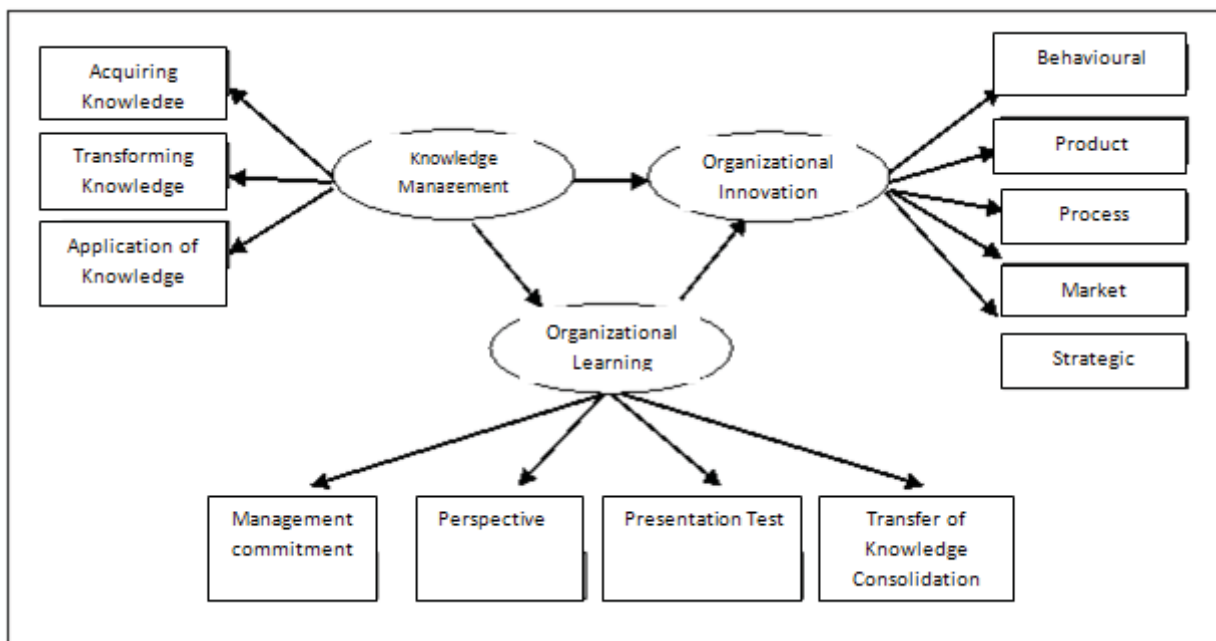 Acquiring
Knowledge
Transforming
Knowledge
Application of
Knowledge
Knowledge
Management
Organizational
Innovation
Organizational
Learning
Behavioural
Product
Process
Market
Strategic
Management
commitment
Perspective
Presentation Test
Transfer of
Knowledge
Consolidation